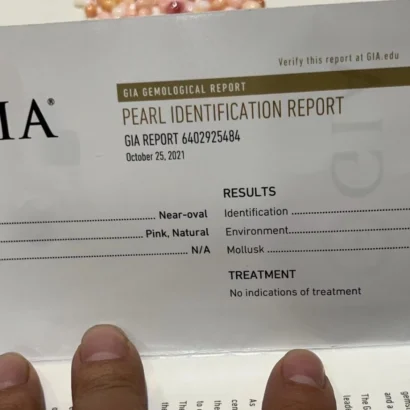 Verify this report at GIA.edu
GIA GEMOLOGICAL REPORT
IA®
PEARL IDENTIFICATION REPORT
GIA REPORT 6402925484
October 25, 2021
RESULTS
Near-oval
Identification
Pink, Natural
Environment
N/A
Mollusk
TREATMENT
No indications of treatment